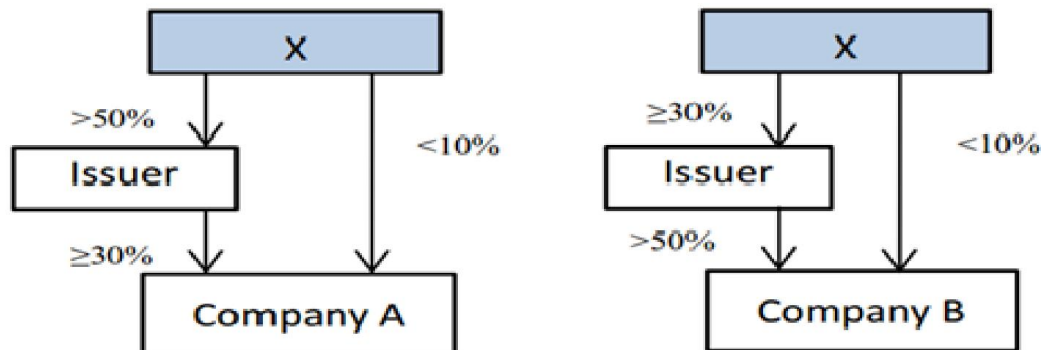 X
>50%
<10%
Issuer
≥30%
Company A
X
≥30%
<10%
Issuer
>50%
Company B